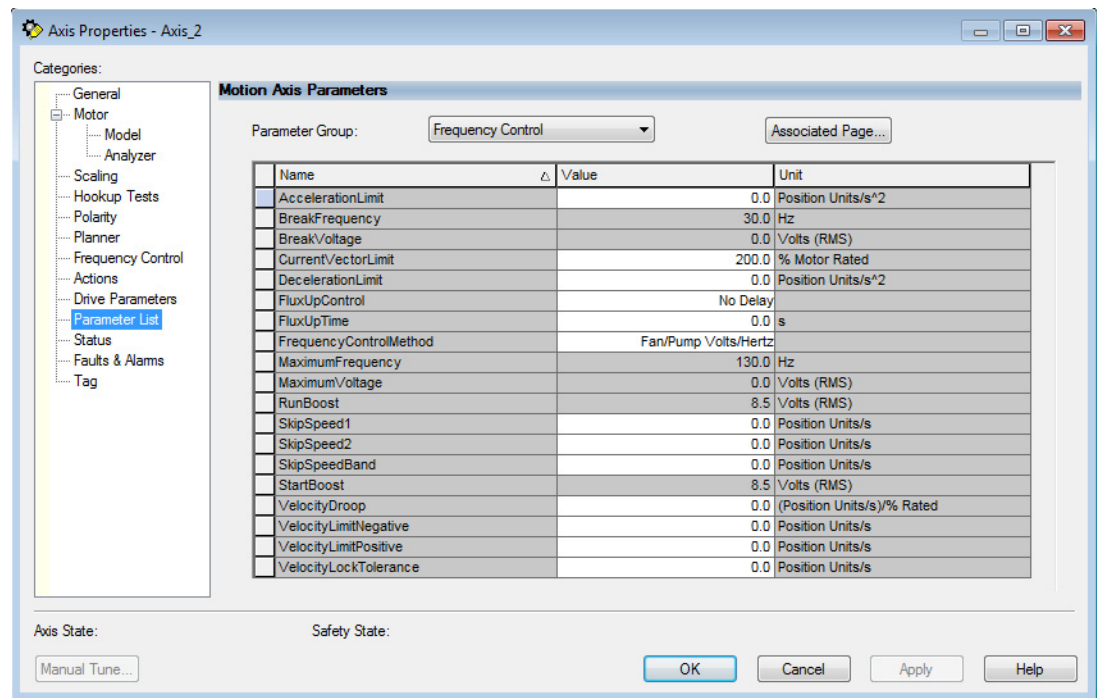 Axis Properties - Axis_2
Categories:
General
Motor
Model
Analyzer
Scaling
Hookup Tests
Polarity
Planner
Frequency Control
Actions
Drive Parameters
Parameter List
Status
Faults & Alarms
Tag
Motion Axis Parameters
Parameter Group: Frequency Control Associated Page...
Name Value Unit
AccelerationLimit 0.0 Position Units/s^2
BreakFrequency 30.0 Hz
BreakVoltage 0.0 Volts (RMS)
CurrentVectorLimit 200.0 % Motor Rated
DecelerationLimit 0.0 Position Units/s^2
FluxUpControl No Delay
FluxUpTime 0.0 s
FrequencyControlMethod Fan/Pump Volts/Hertz
MaximumFrequency 130.0 Hz
MaximumVoltage 0.0 Volts (RMS)
RunBoost 8.5 Volts (RMS)
SkipSpeed1 0.0 Position Units/s
SkipSpeed2 0.0 Position Units/s
SkipSpeedBand 0.0 Position Units/s
StartBoost 8.5 Volts (RMS)
VelocityDroop 0.0 (Position Units/s)/% Rated
VelocityLimitNegative 0.0 Position Units/s
VelocityLimitPositive 0.0 Position Units/s
VelocityLockTolerance 0.0 Position Units/s
Axis State: Safety State:
Manual Tune... OK Cancel Apply Help